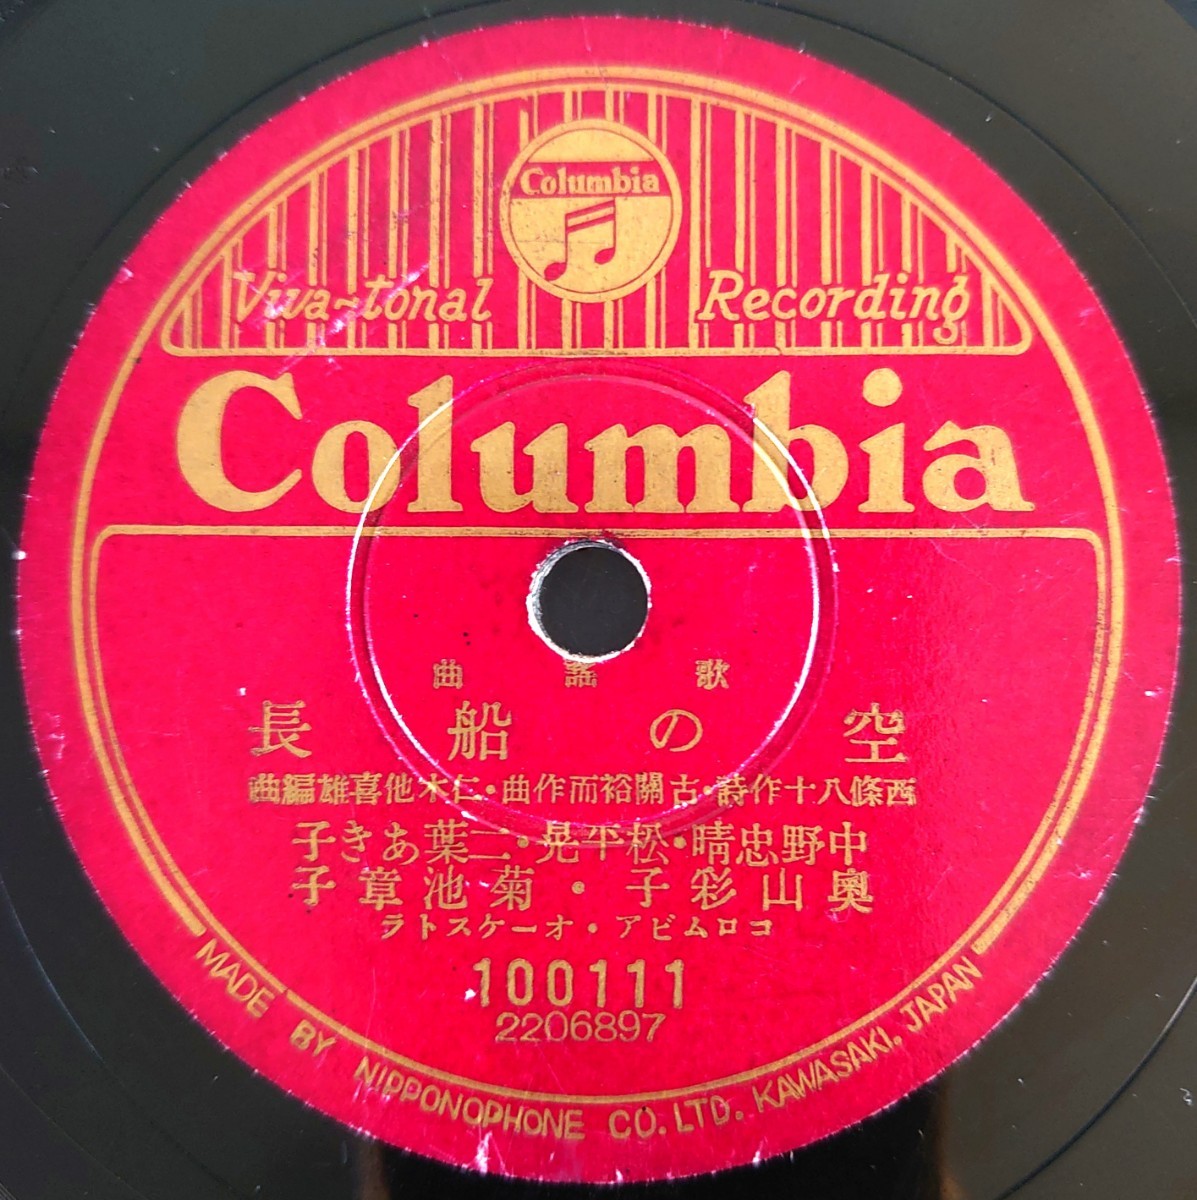 Columbia
Viva-tonal Recording
Columbia
歌謡曲
空の船長
西條八十作詩・古關裕而作曲・仁木他喜雄編曲
中野忠晴・松平晃・二葉あき子
奥山彩子・菊池章子
コロムビア・オーケストラ
100111
2206897
MADE BY NIPPONOPHONE CO. LTD. KAWASAKI, JAPAN